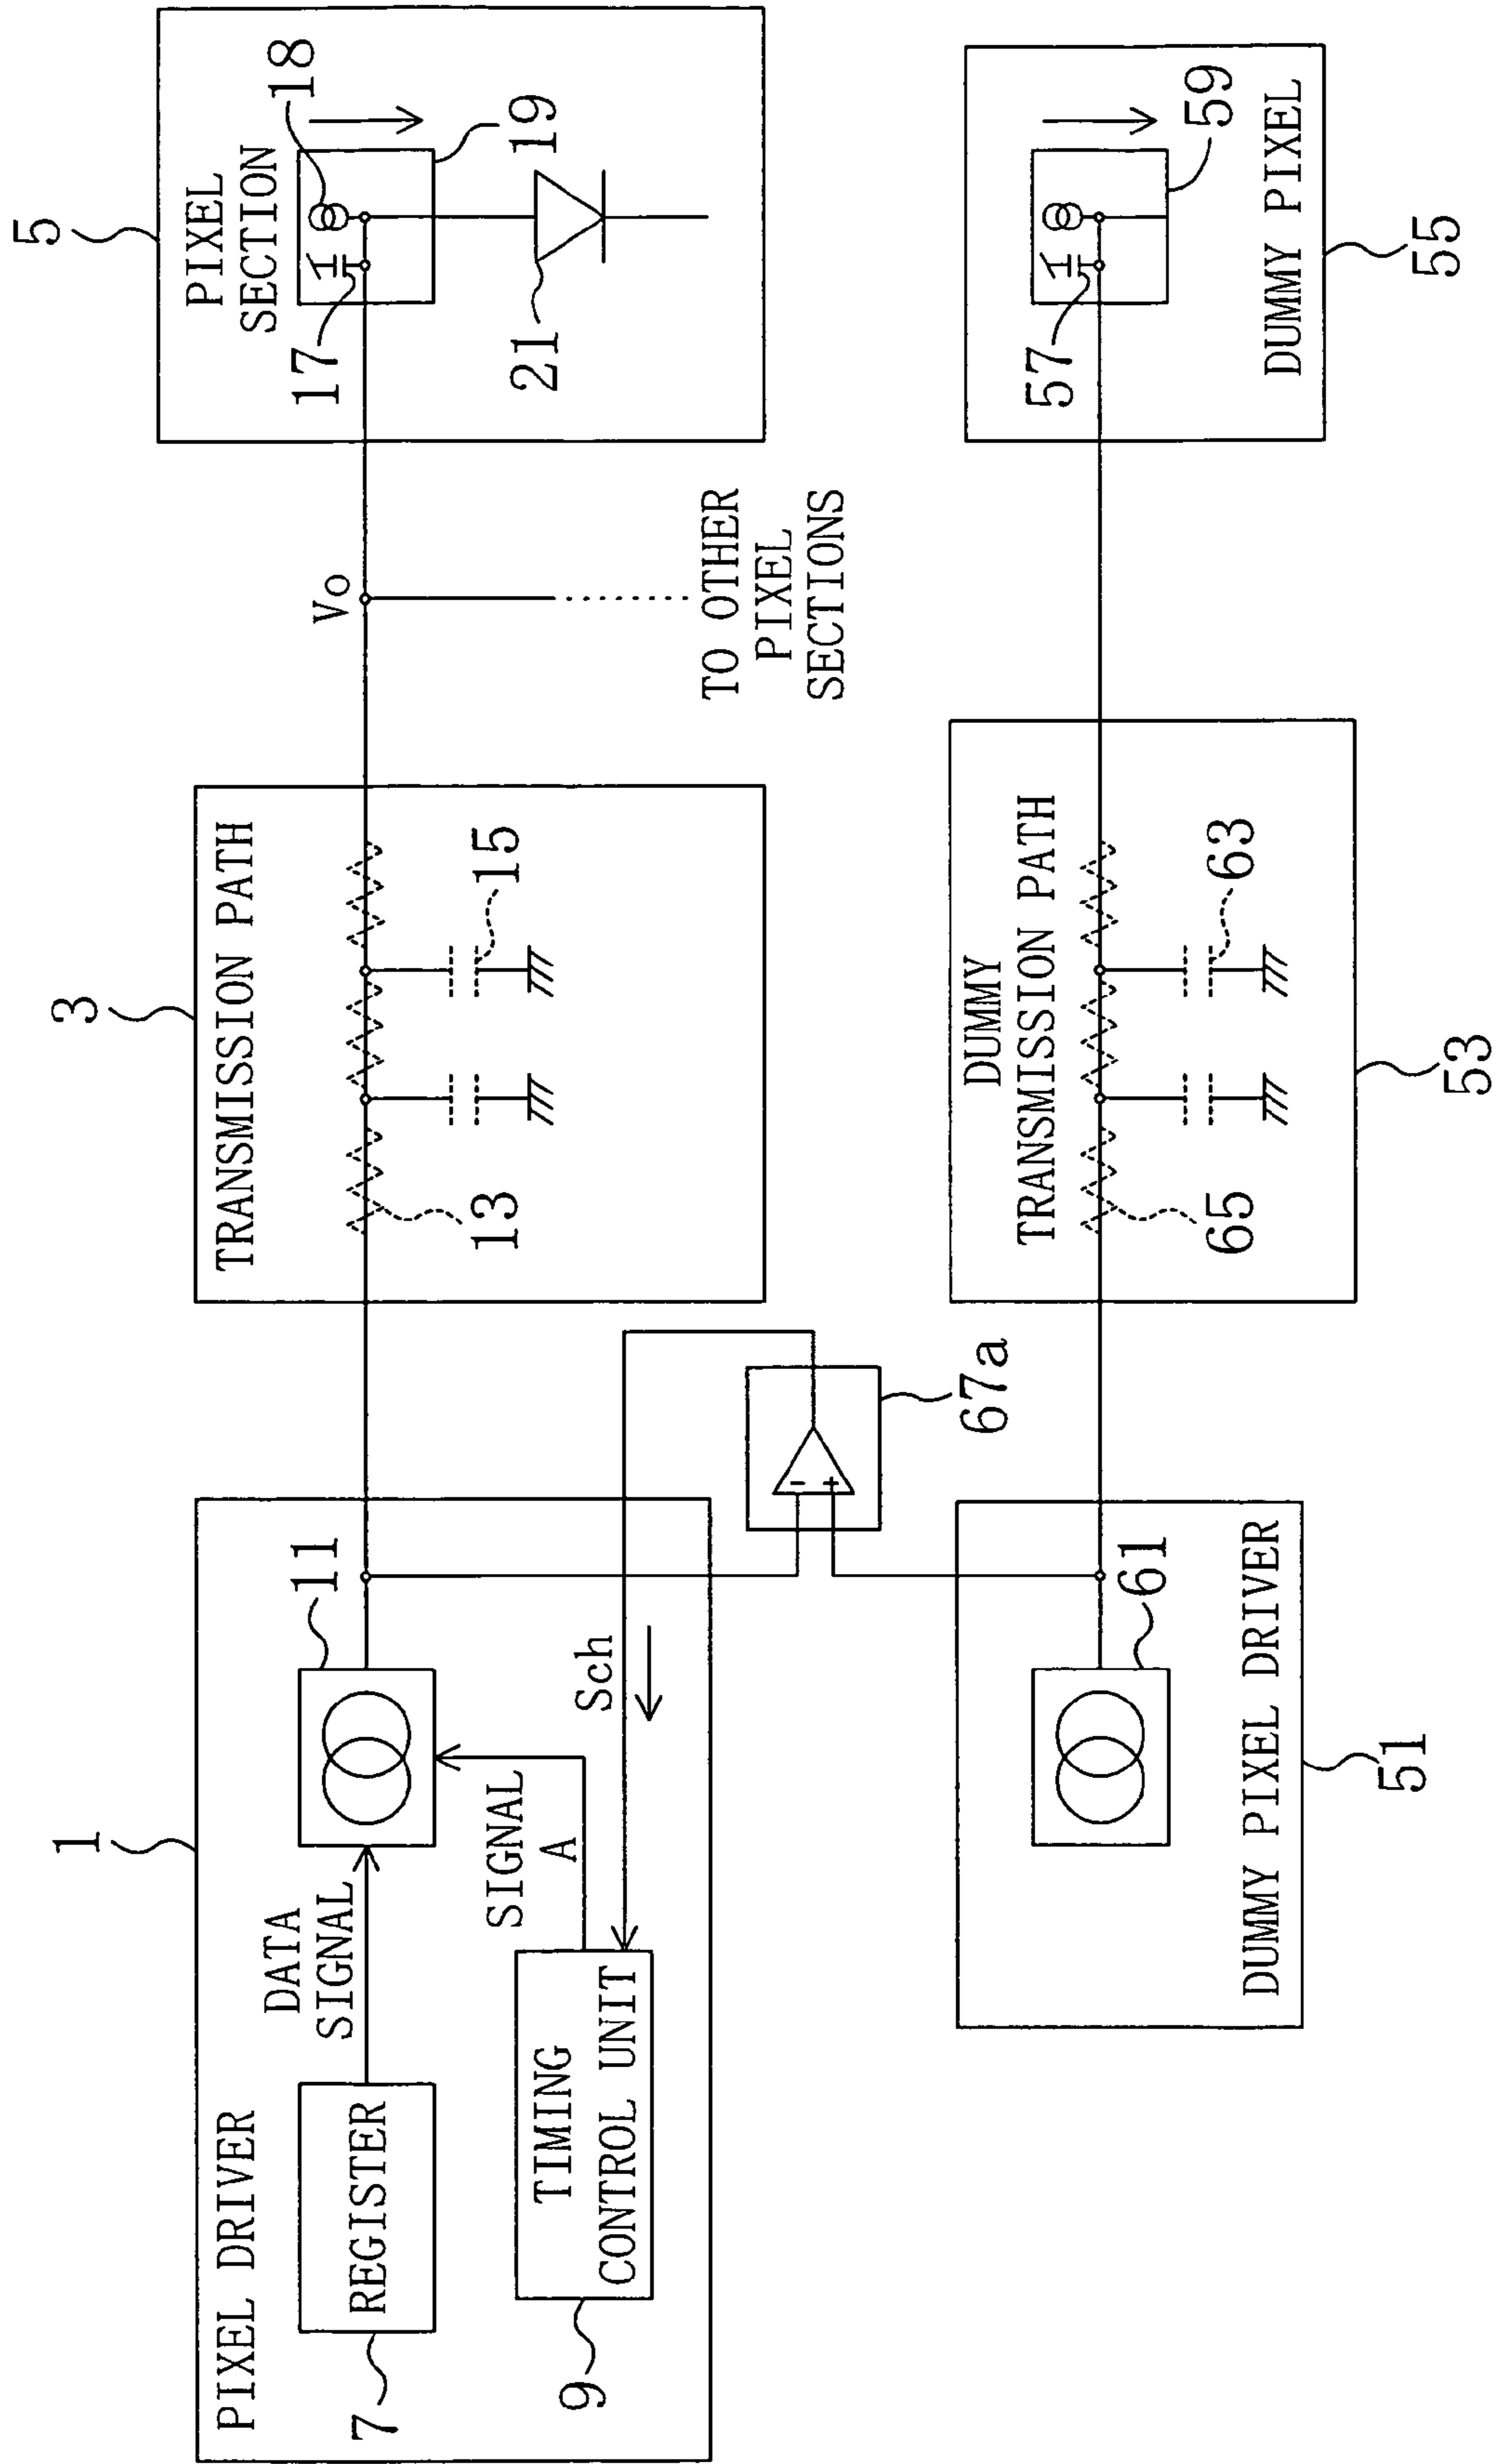 1
PIXEL DRIVER
7
REGISTER
DATA
SIGNAL
11
9
TIMING
CONTROL UNIT
SIGNAL
A
Sch
3
TRANSMISSION PATH
13
15
Vo
TO OTHER
PIXEL
SECTIONS
5
PIXEL
SECTION
17
18
19
21
67a
-
+
51
DUMMY PIXEL DRIVER
61
53
DUMMY
TRANSMISSION PATH
65
63
55
DUMMY PIXEL
57
59